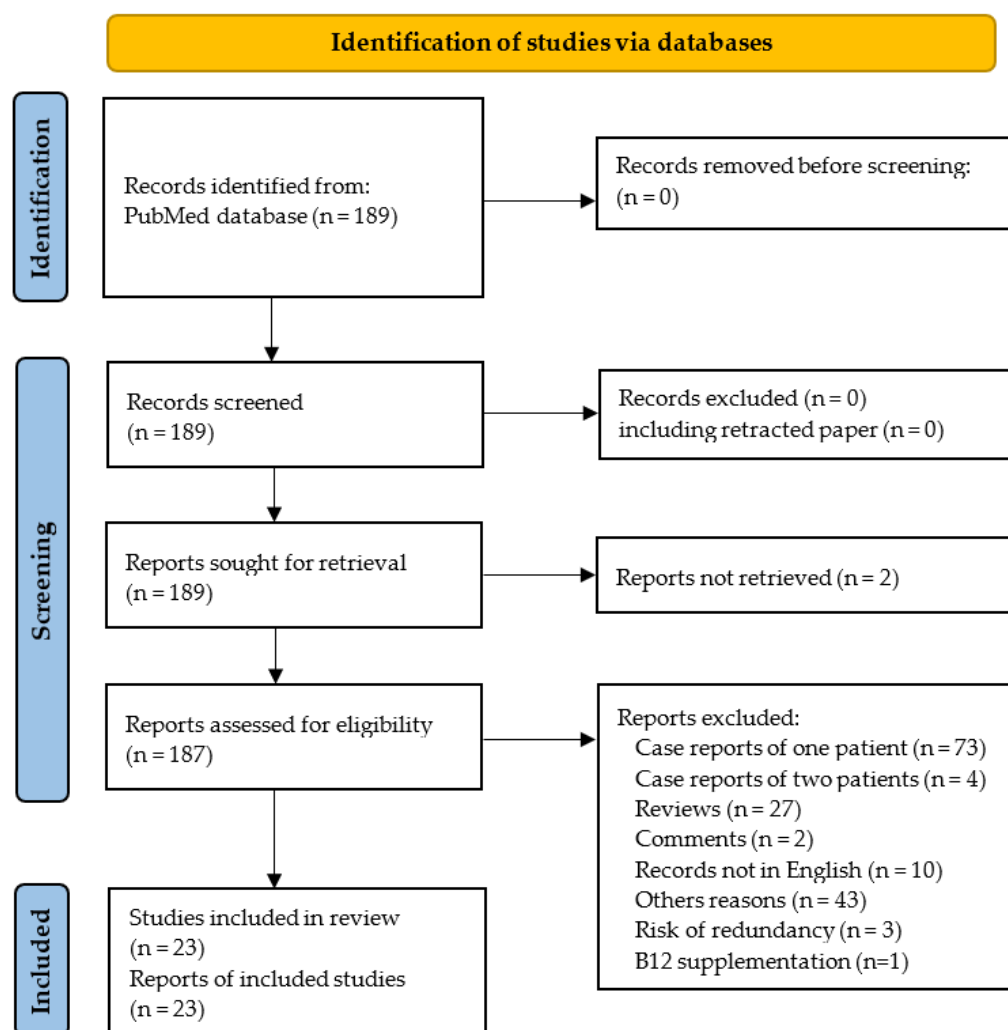 Identification of studies via databases
Identification
Records identified from:
PubMed database (n = 189)
Records removed before screening:
(n = 0)
Screening
Records screened
(n = 189)
Records excluded (n = 0)
including retracted paper (n = 0)
Reports sought for retrieval
(n = 189)
Reports not retrieved (n = 2)
Reports assessed for eligibility
(n = 187)
Reports excluded:
Case reports of one patient (n = 73)
Case reports of two patients (n = 4)
Reviews (n = 27)
Comments (n = 2)
Records not in English (n = 10)
Others reasons (n = 43)
Risk of redundancy (n = 3)
B12 supplementation (n=1)
Included
Studies included in review
(n = 23)
Reports of included studies
(n = 23)